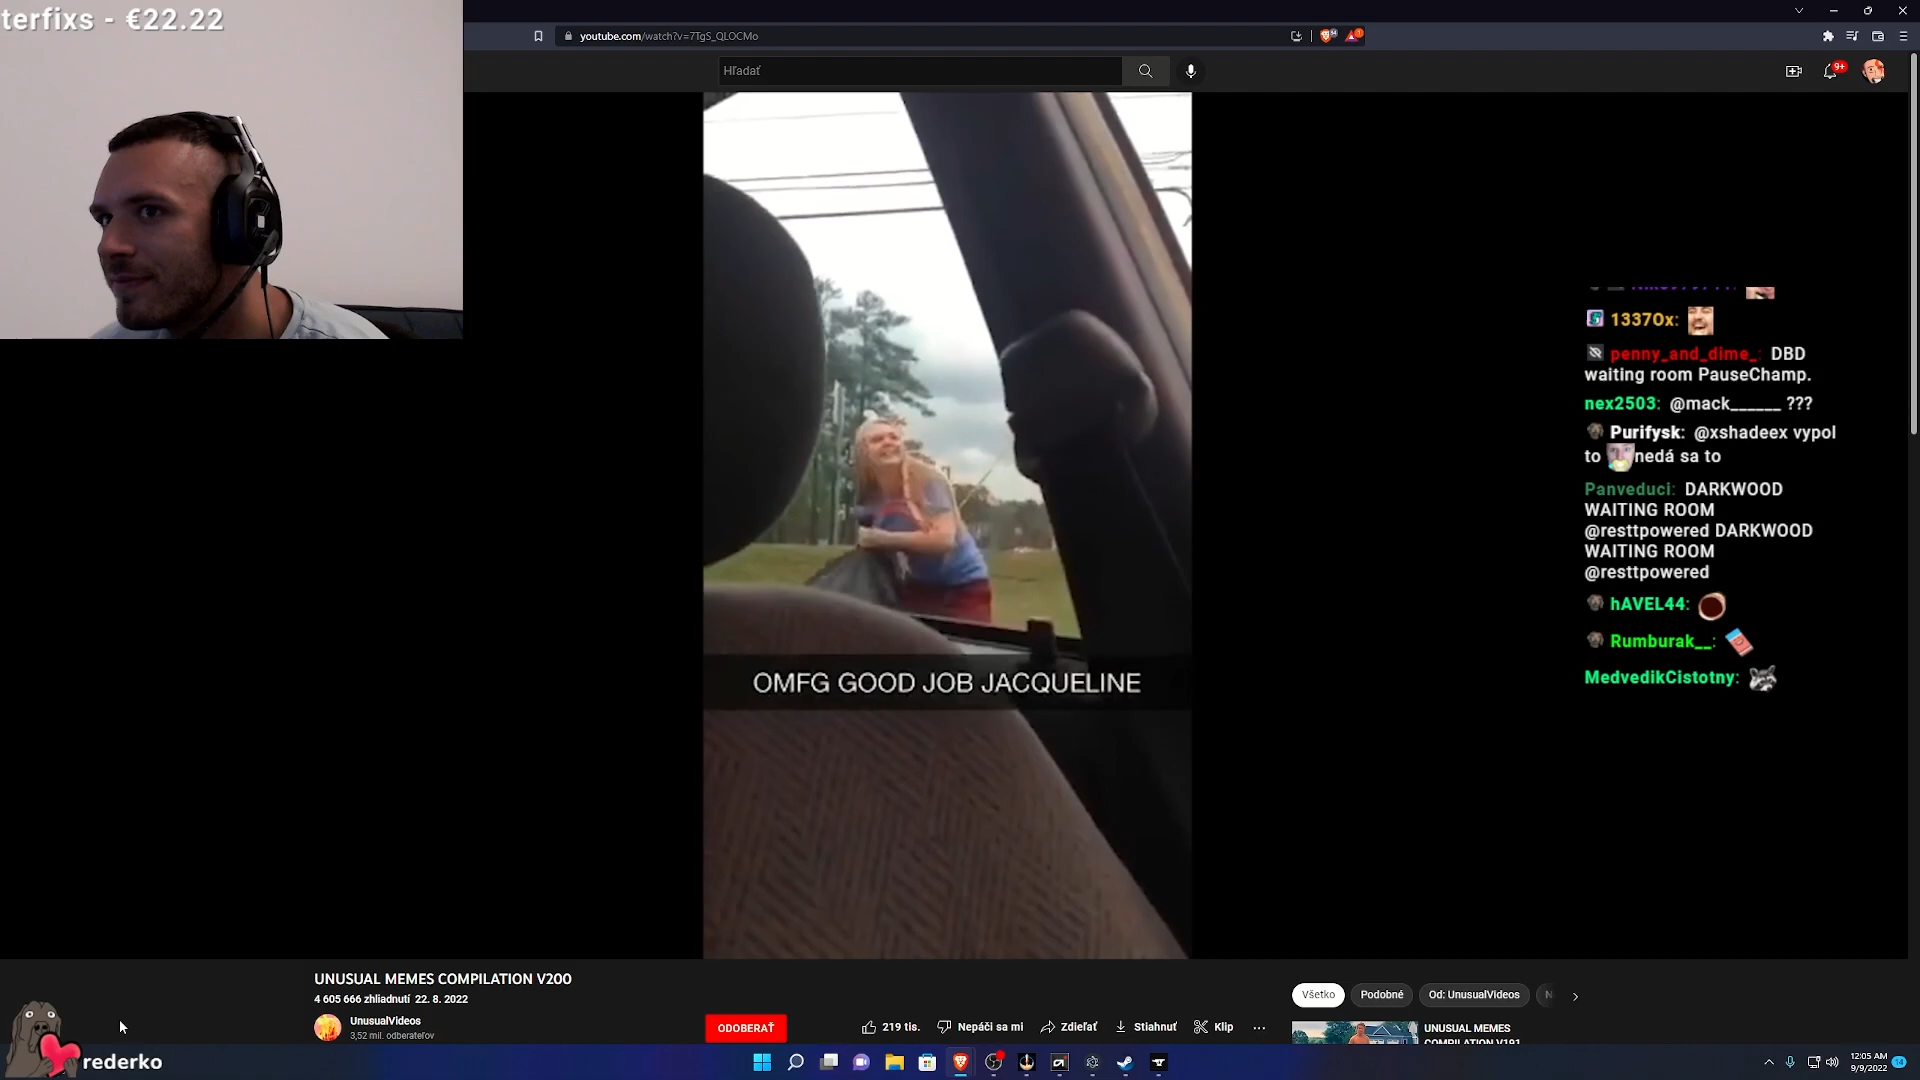 terfixs - €22.22
youtube.com/watch?v=7TgS_QLOCMo
Hľadať
9+
13370x:
penny_and_dime_: DBD
waiting room PauseChamp.
nex2503: @mack______ ???
Purifysk: @xshadeex vypol
to nedá sa to
Panveduci: DARKWOOD
WAITING ROOM
@resttpowered DARKWOOD
WAITING ROOM
@resttpowered
hAVEL44:
Rumburak__:
MedvedikCistotny:
OMFG GOOD JOB JACQUELINE
UNUSUAL MEMES COMPILATION V200
4 605 666 zhliadnutí 22. 8. 2022
UnusualVideos
3,52 mil. odberateľov
ODOBERAŤ
219 tis.
Nepáči sa mi
Zdieľať
Stiahnuť
Klip
Všetko
Podobné
Od: UnusualVideos
N
UNUSUAL MEMES
COMPILATION V191
rederko
12:05 AM
9/9/2022
14